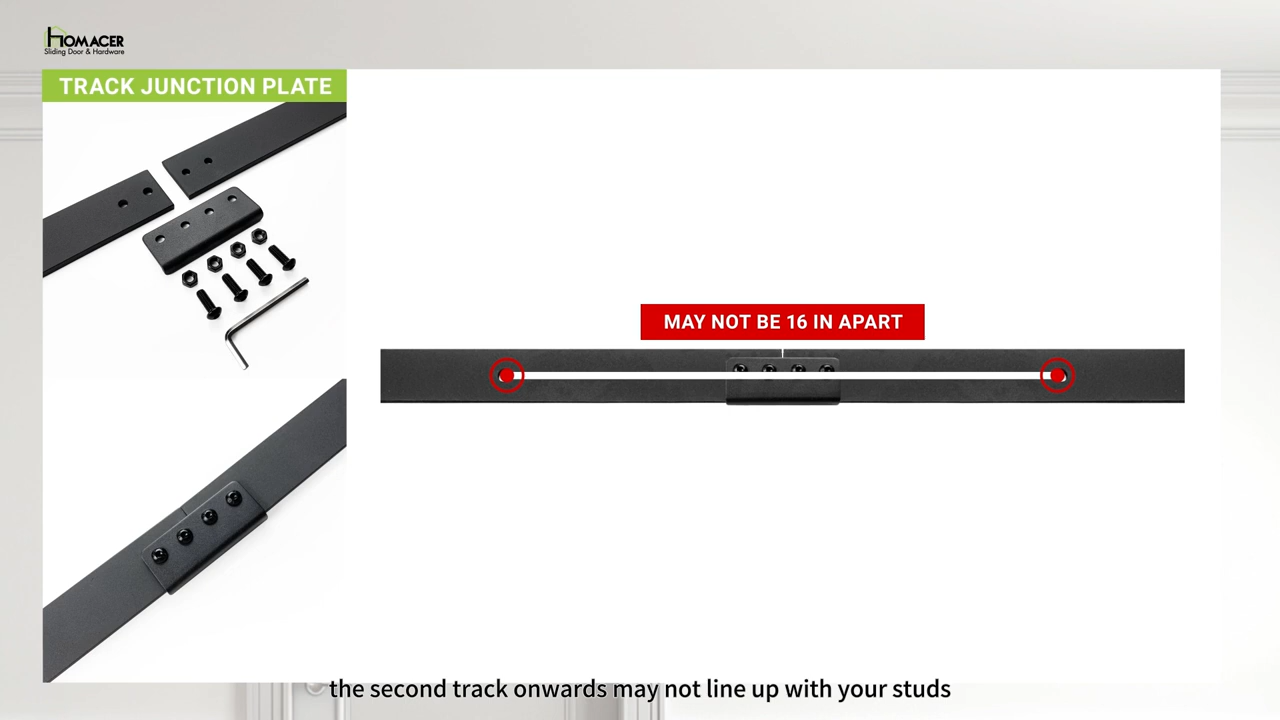 HOMACER
Sliding Door & Hardware
TRACK JUNCTION PLATE
MAY NOT BE 16 IN APART
the second track onwards may not line up with your studs